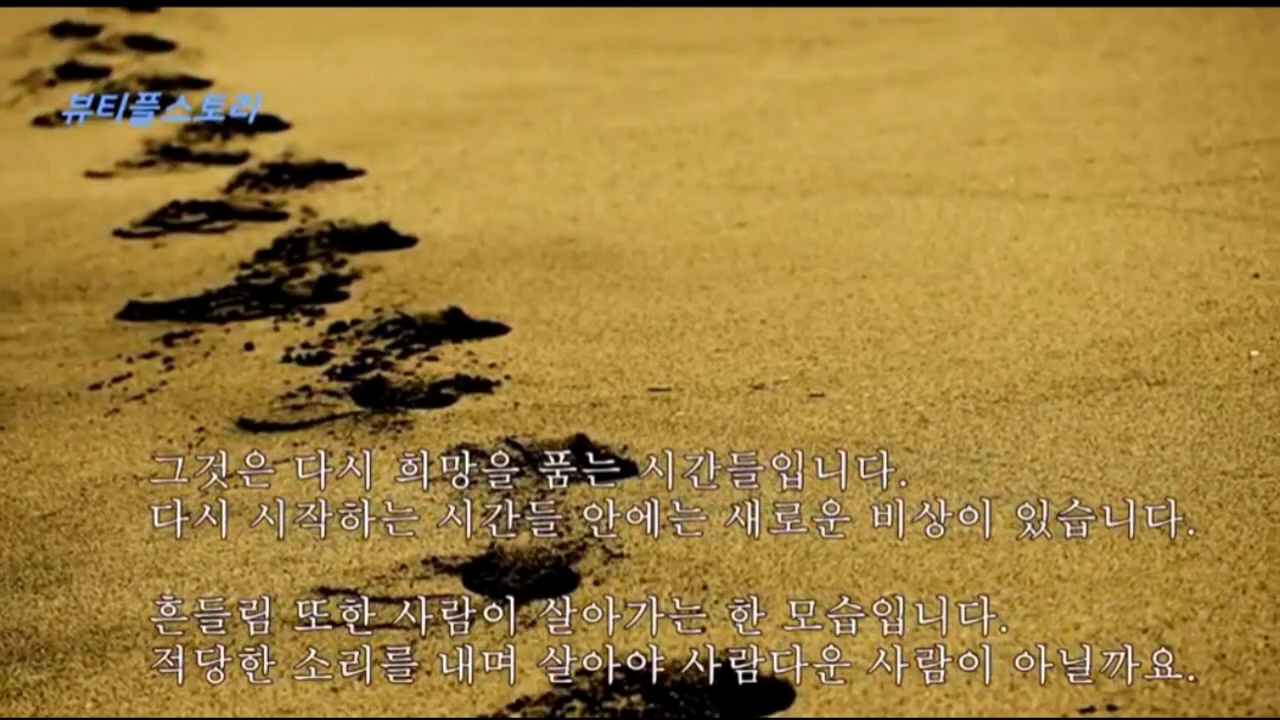 뷰티플스토리
그것은 다시 희망을 품는 시간들입니다.
다시 시작하는 시간들 안에는 새로운 비상이 있습니다.
흔들림 또한 사람이 살아가는 한 모습입니다.
적당한 소리를 내며 살아야 사람다운 사람이 아닐까요.